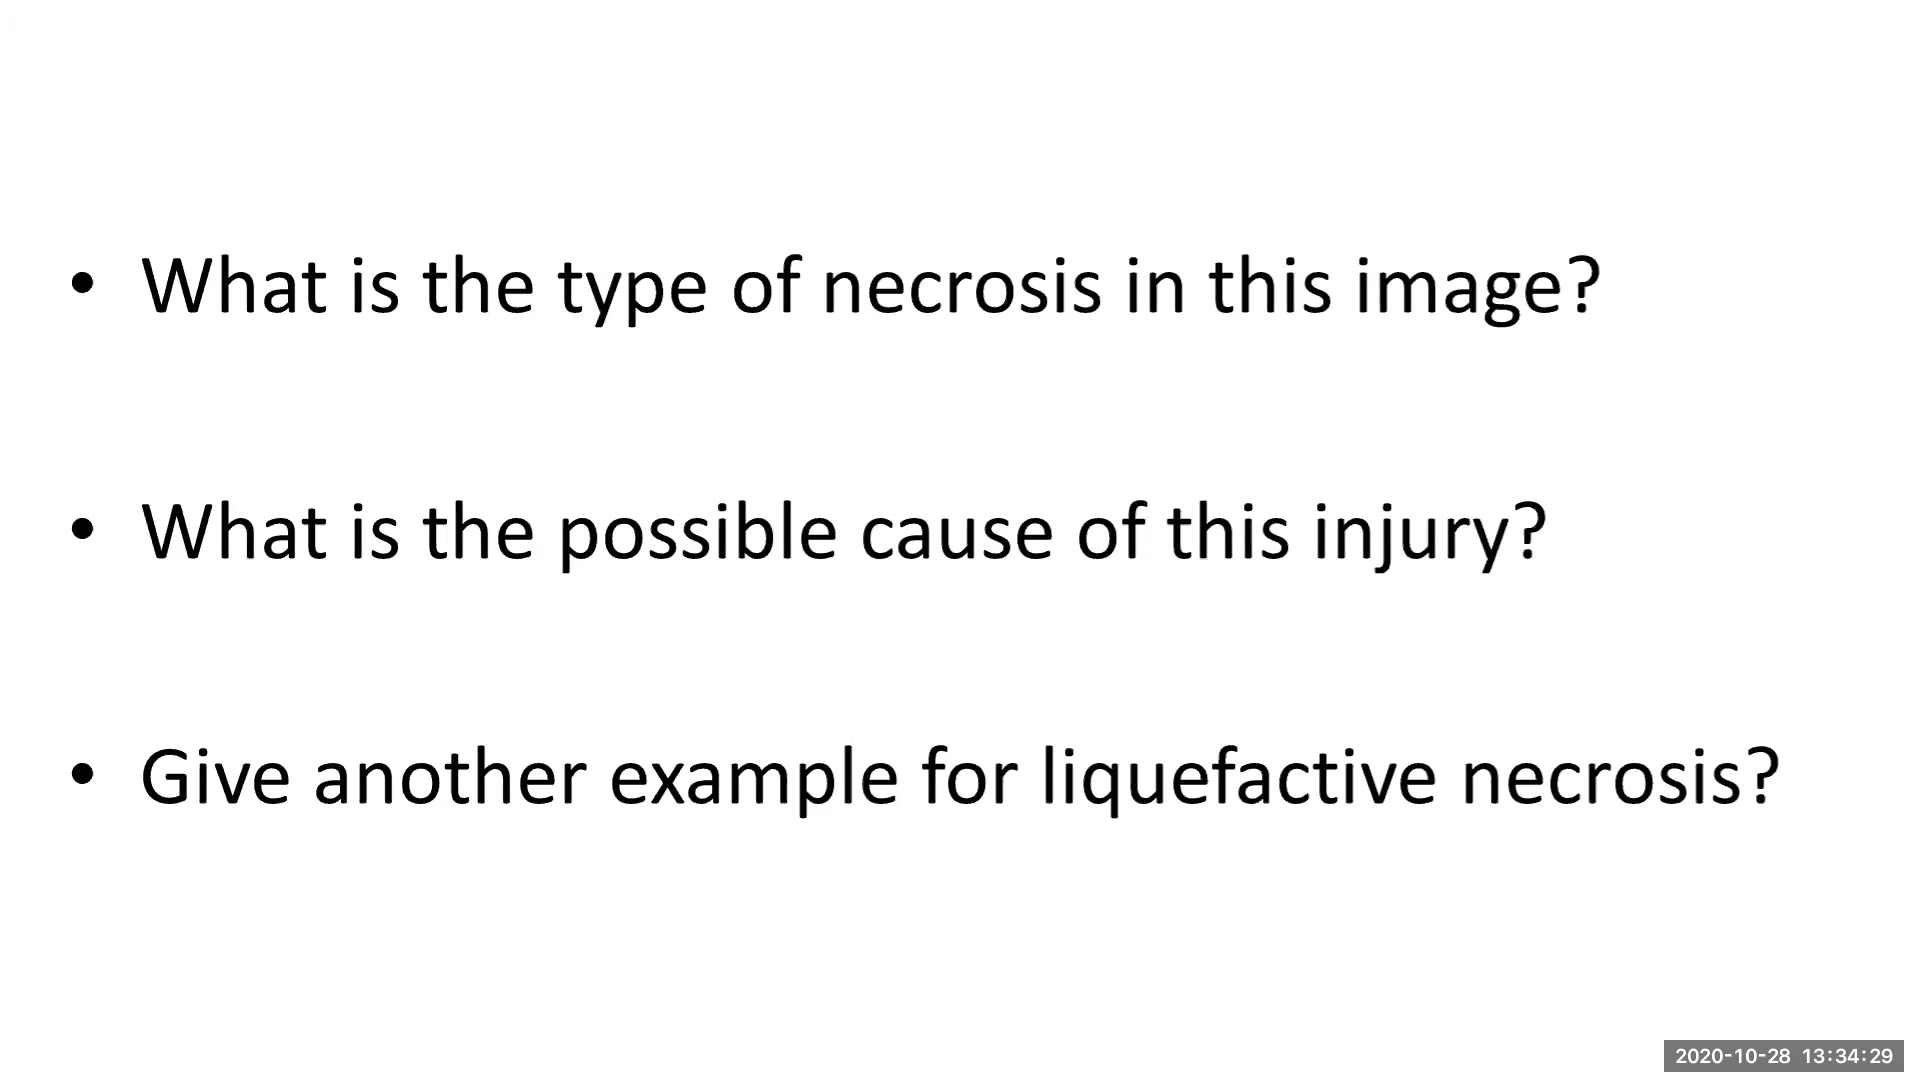 • What is the type of necrosis in this image?
• What is the possible cause of this injury?
• Give another example for liquefactive necrosis?
2020-10-28 13:34:29